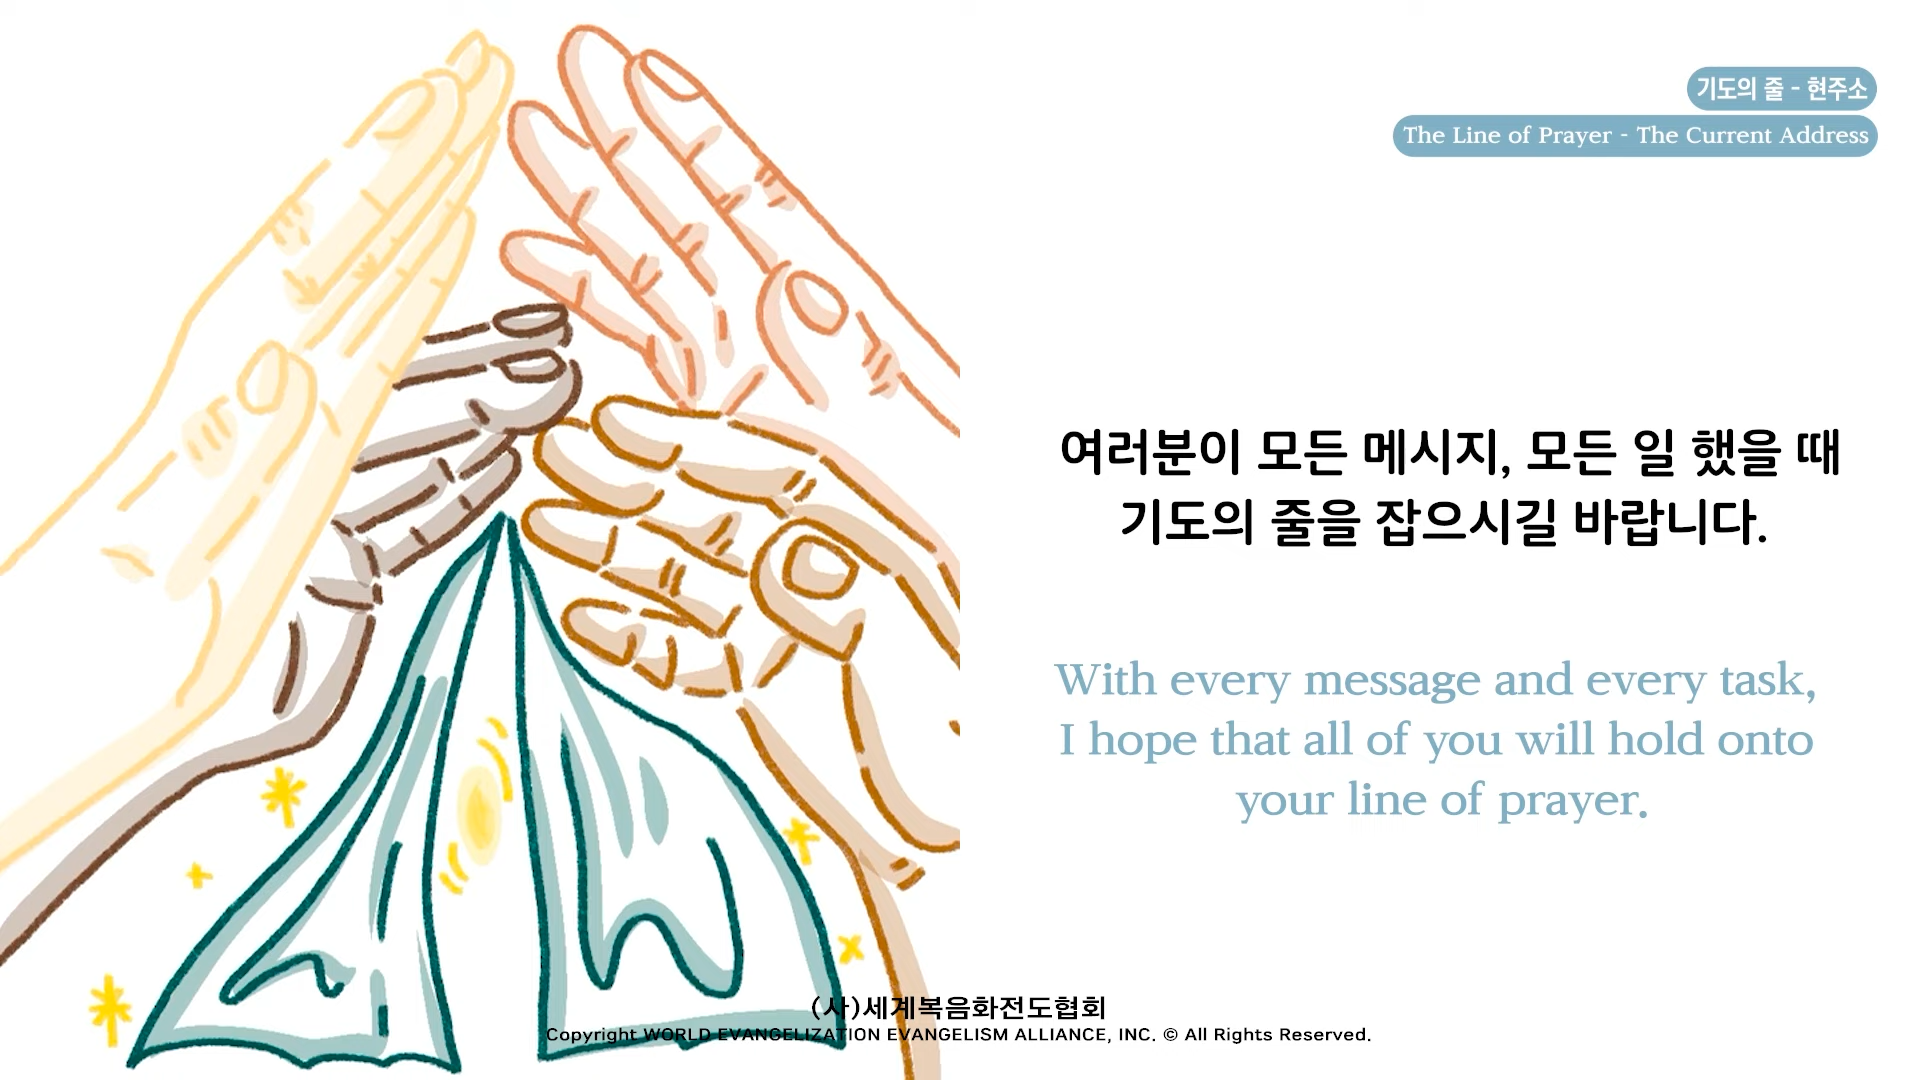 기도의 줄 - 현주소
The Line of Prayer - The Current Address
여러분이 모든 메시지, 모든 일 했을 때
기도의 줄을 잡으시길 바랍니다.
With every message and every task,
I hope that all of you will hold onto
your line of prayer.
(사)세계복음화전도협회
Copyright WORLD EVANGELIZATION EVANGELISM ALLIANCE, INC. © All Rights Reserved.